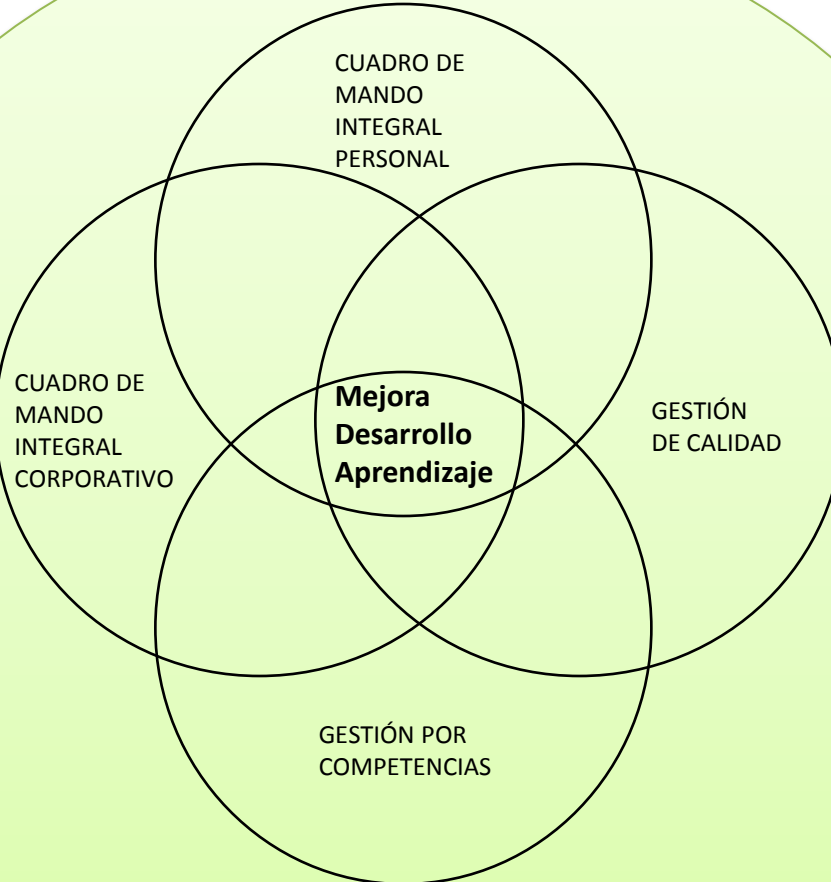 CUADRO DE
MANDO
INTEGRAL
PERSONAL
CUADRO DE
MANDO
INTEGRAL
CORPORATIVO
Mejora
Desarrollo
Aprendizaje
GESTIÓN
DE CALIDAD
GESTIÓN POR
COMPETENCIAS